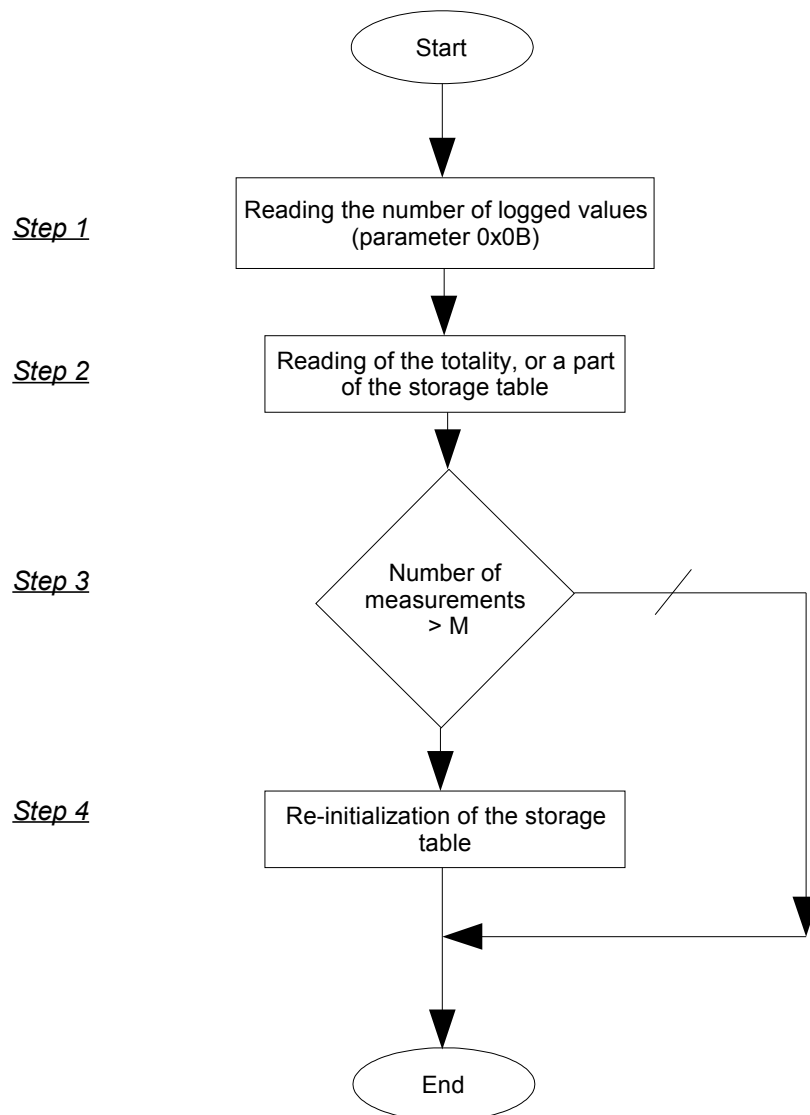 Start
Step 1
Reading the number of logged values
(parameter 0x0B)
Step 2
Reading of the totality, or a part
of the storage table
Step 3
Number of
measurements
> M
Step 4
Re-initialization of the storage
table
End